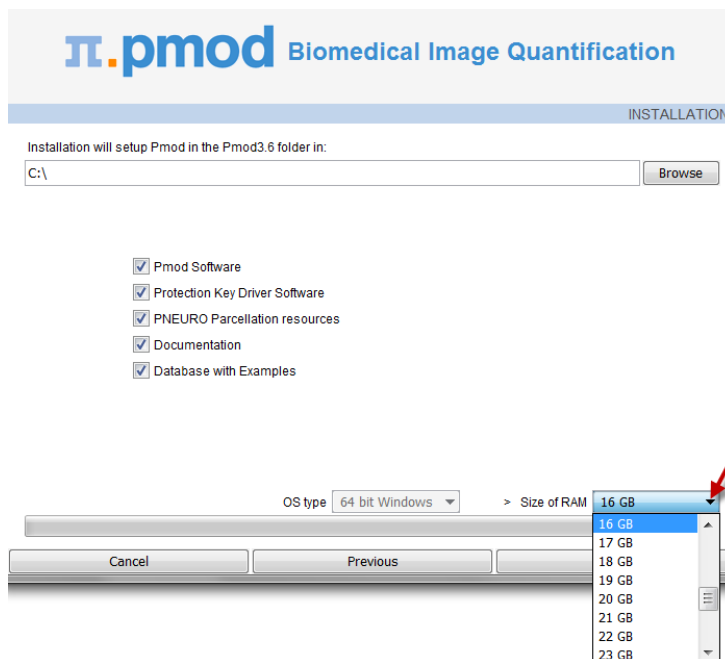 π.pmod Biomedical Image Quantification
INSTALLATION
Installation will setup Pmod in the Pmod3.6 folder in:
C:\
Browse
Pmod Software
Protection Key Driver Software
PNEURO Parcellation resources
Documentation
Database with Examples
OS type 64 bit Windows > Size of RAM 16 GB
16 GB
17 GB
18 GB
19 GB
20 GB
21 GB
22 GB
23 GB
Cancel Previous